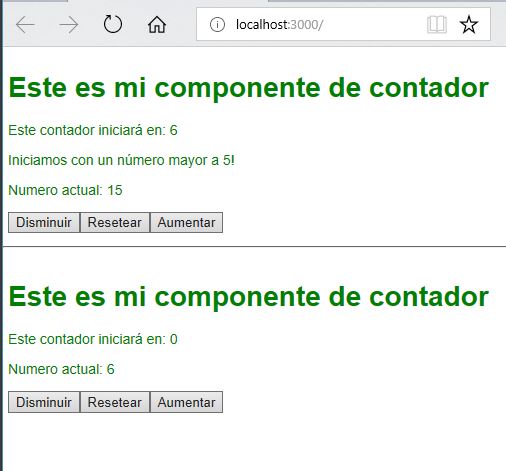 localhost:3000/
Este es mi componente de contador
Este contador iniciará en: 6
Iniciamos con un número mayor a 5!
Numero actual: 15
Disminuir Resetear Aumentar
Este es mi componente de contador
Este contador iniciará en: 0
Numero actual: 6
Disminuir Resetear Aumentar